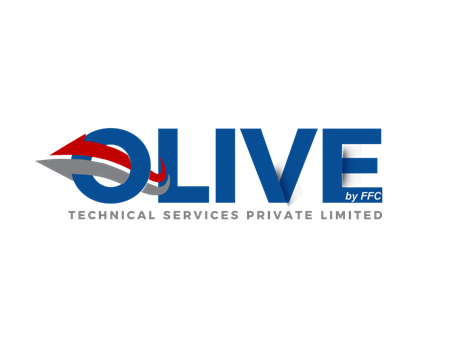 OLIVE
by FFC
TECHNICAL SERVICES PRIVATE LIMITED